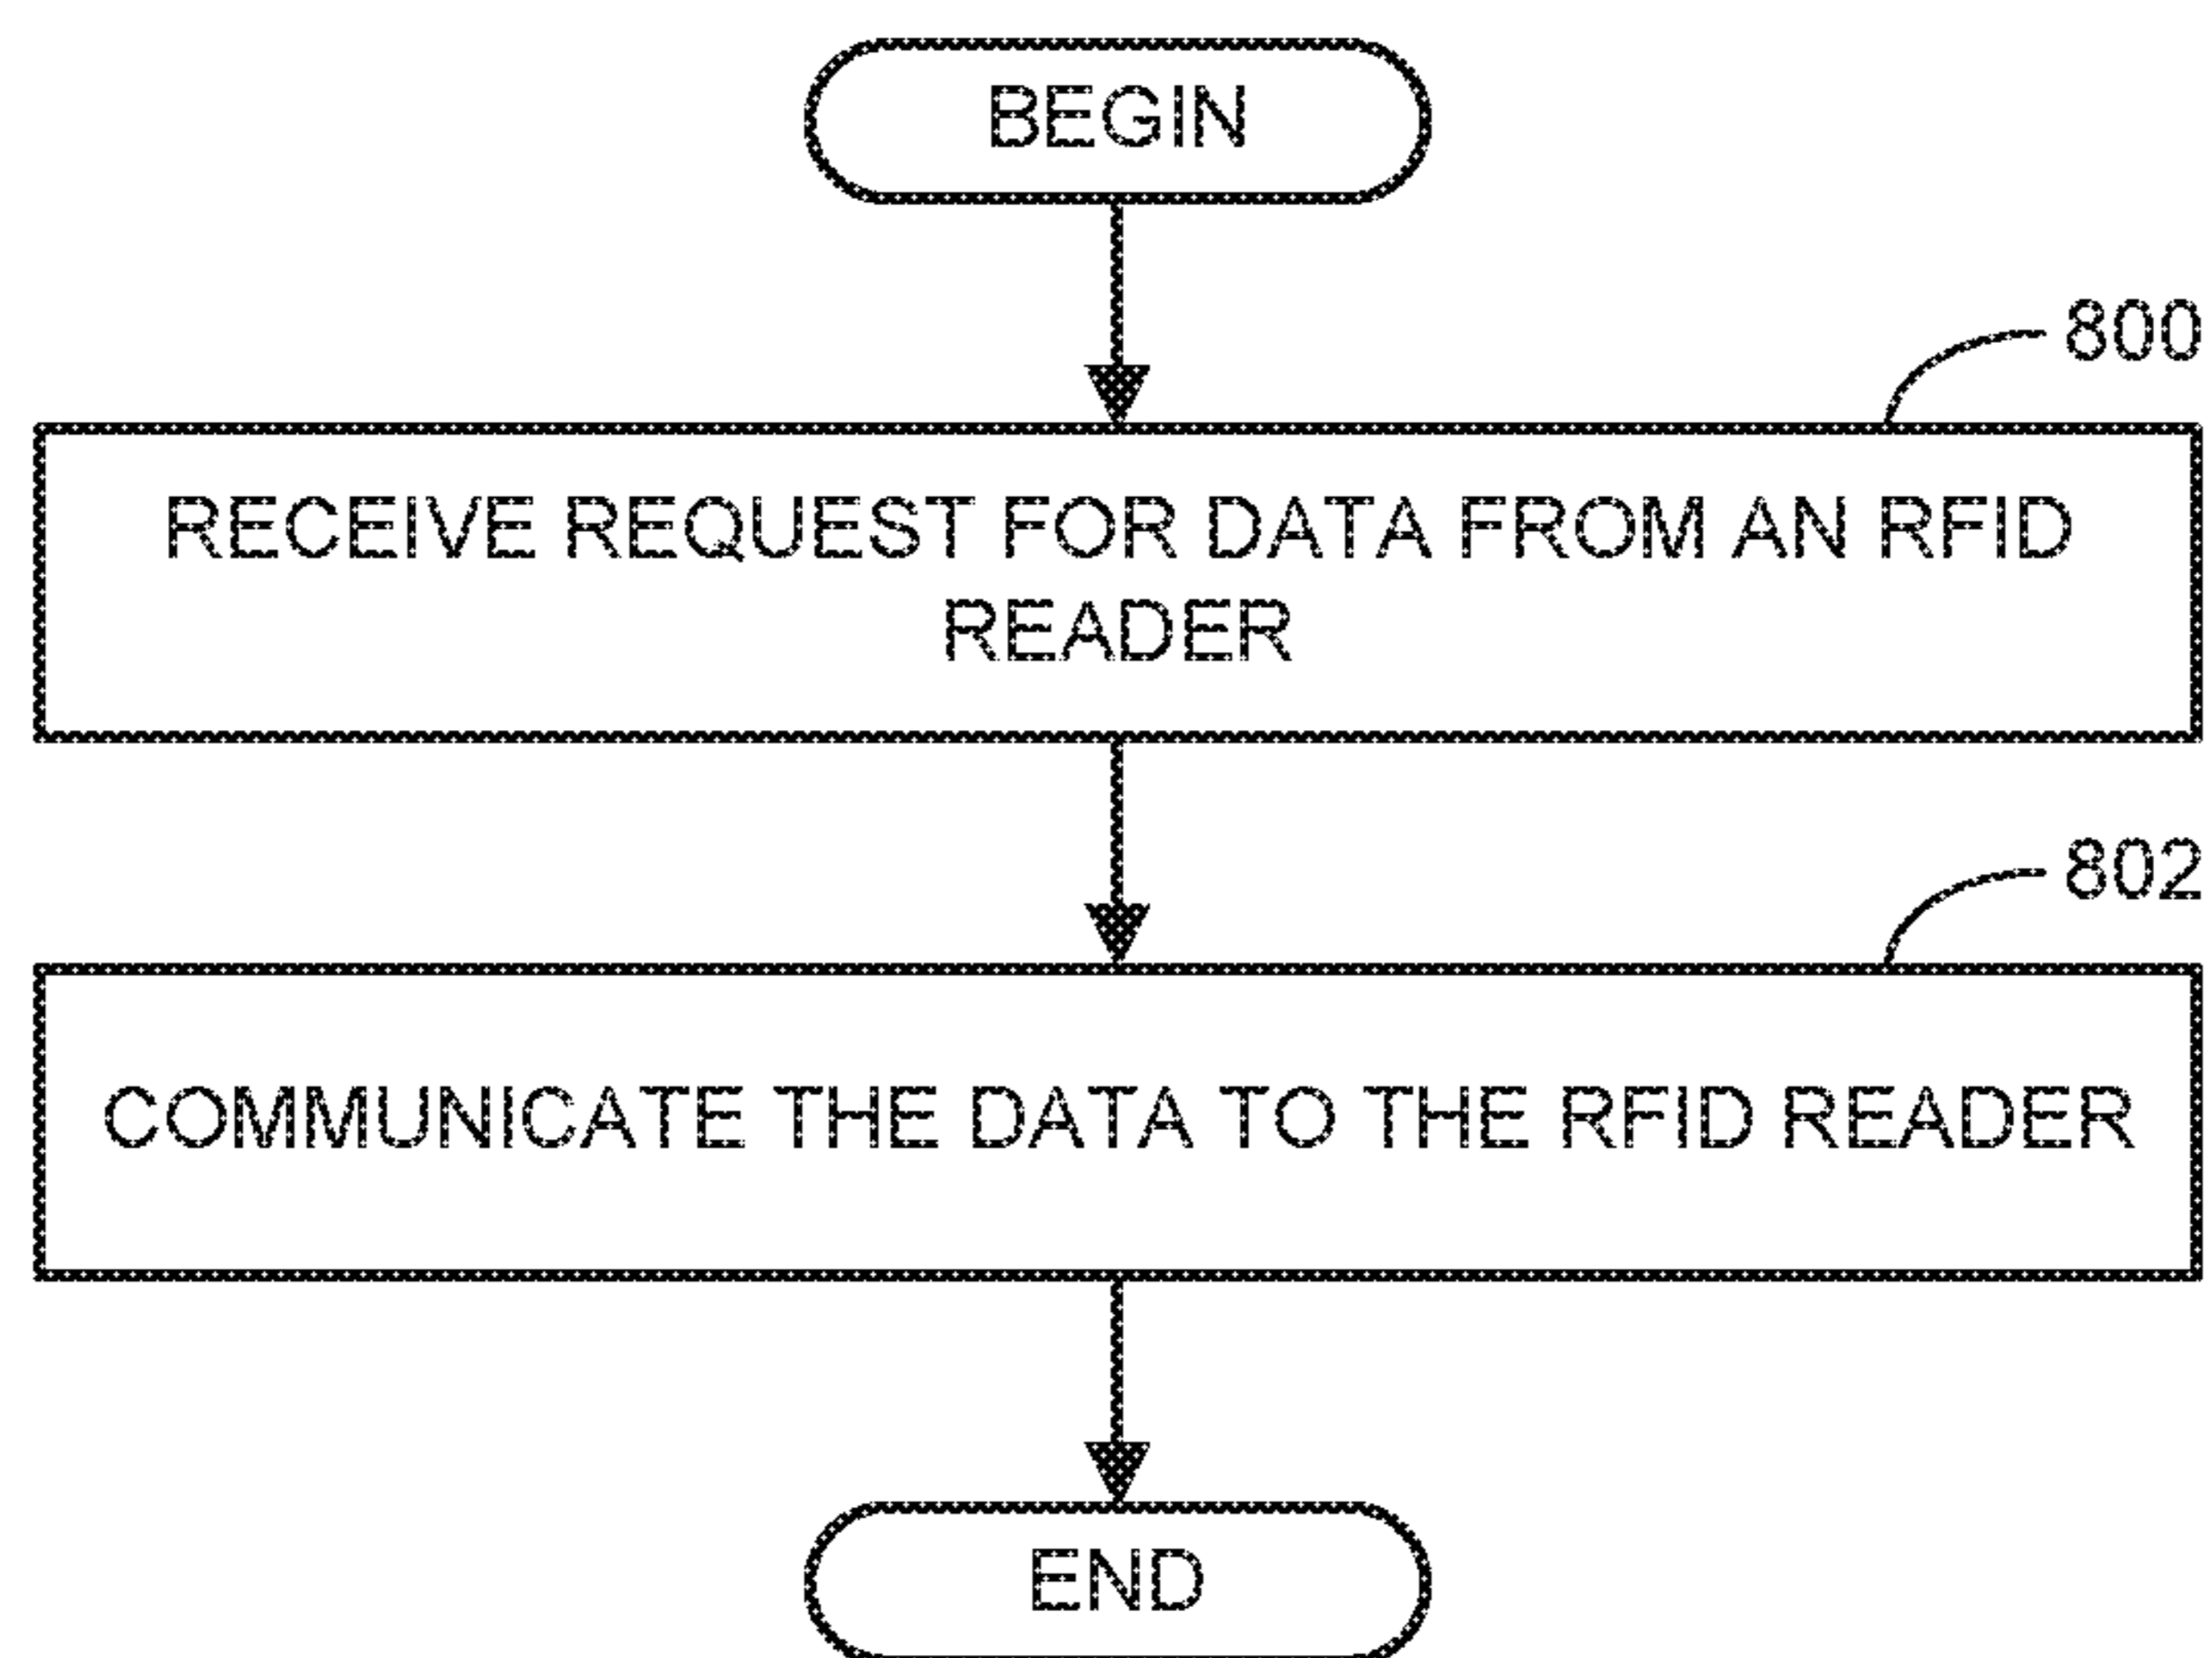 BEGIN
800
RECEIVE REQUEST FOR DATA FROM AN RFID
READER
802
COMMUNICATE THE DATA TO THE RFID READER
END